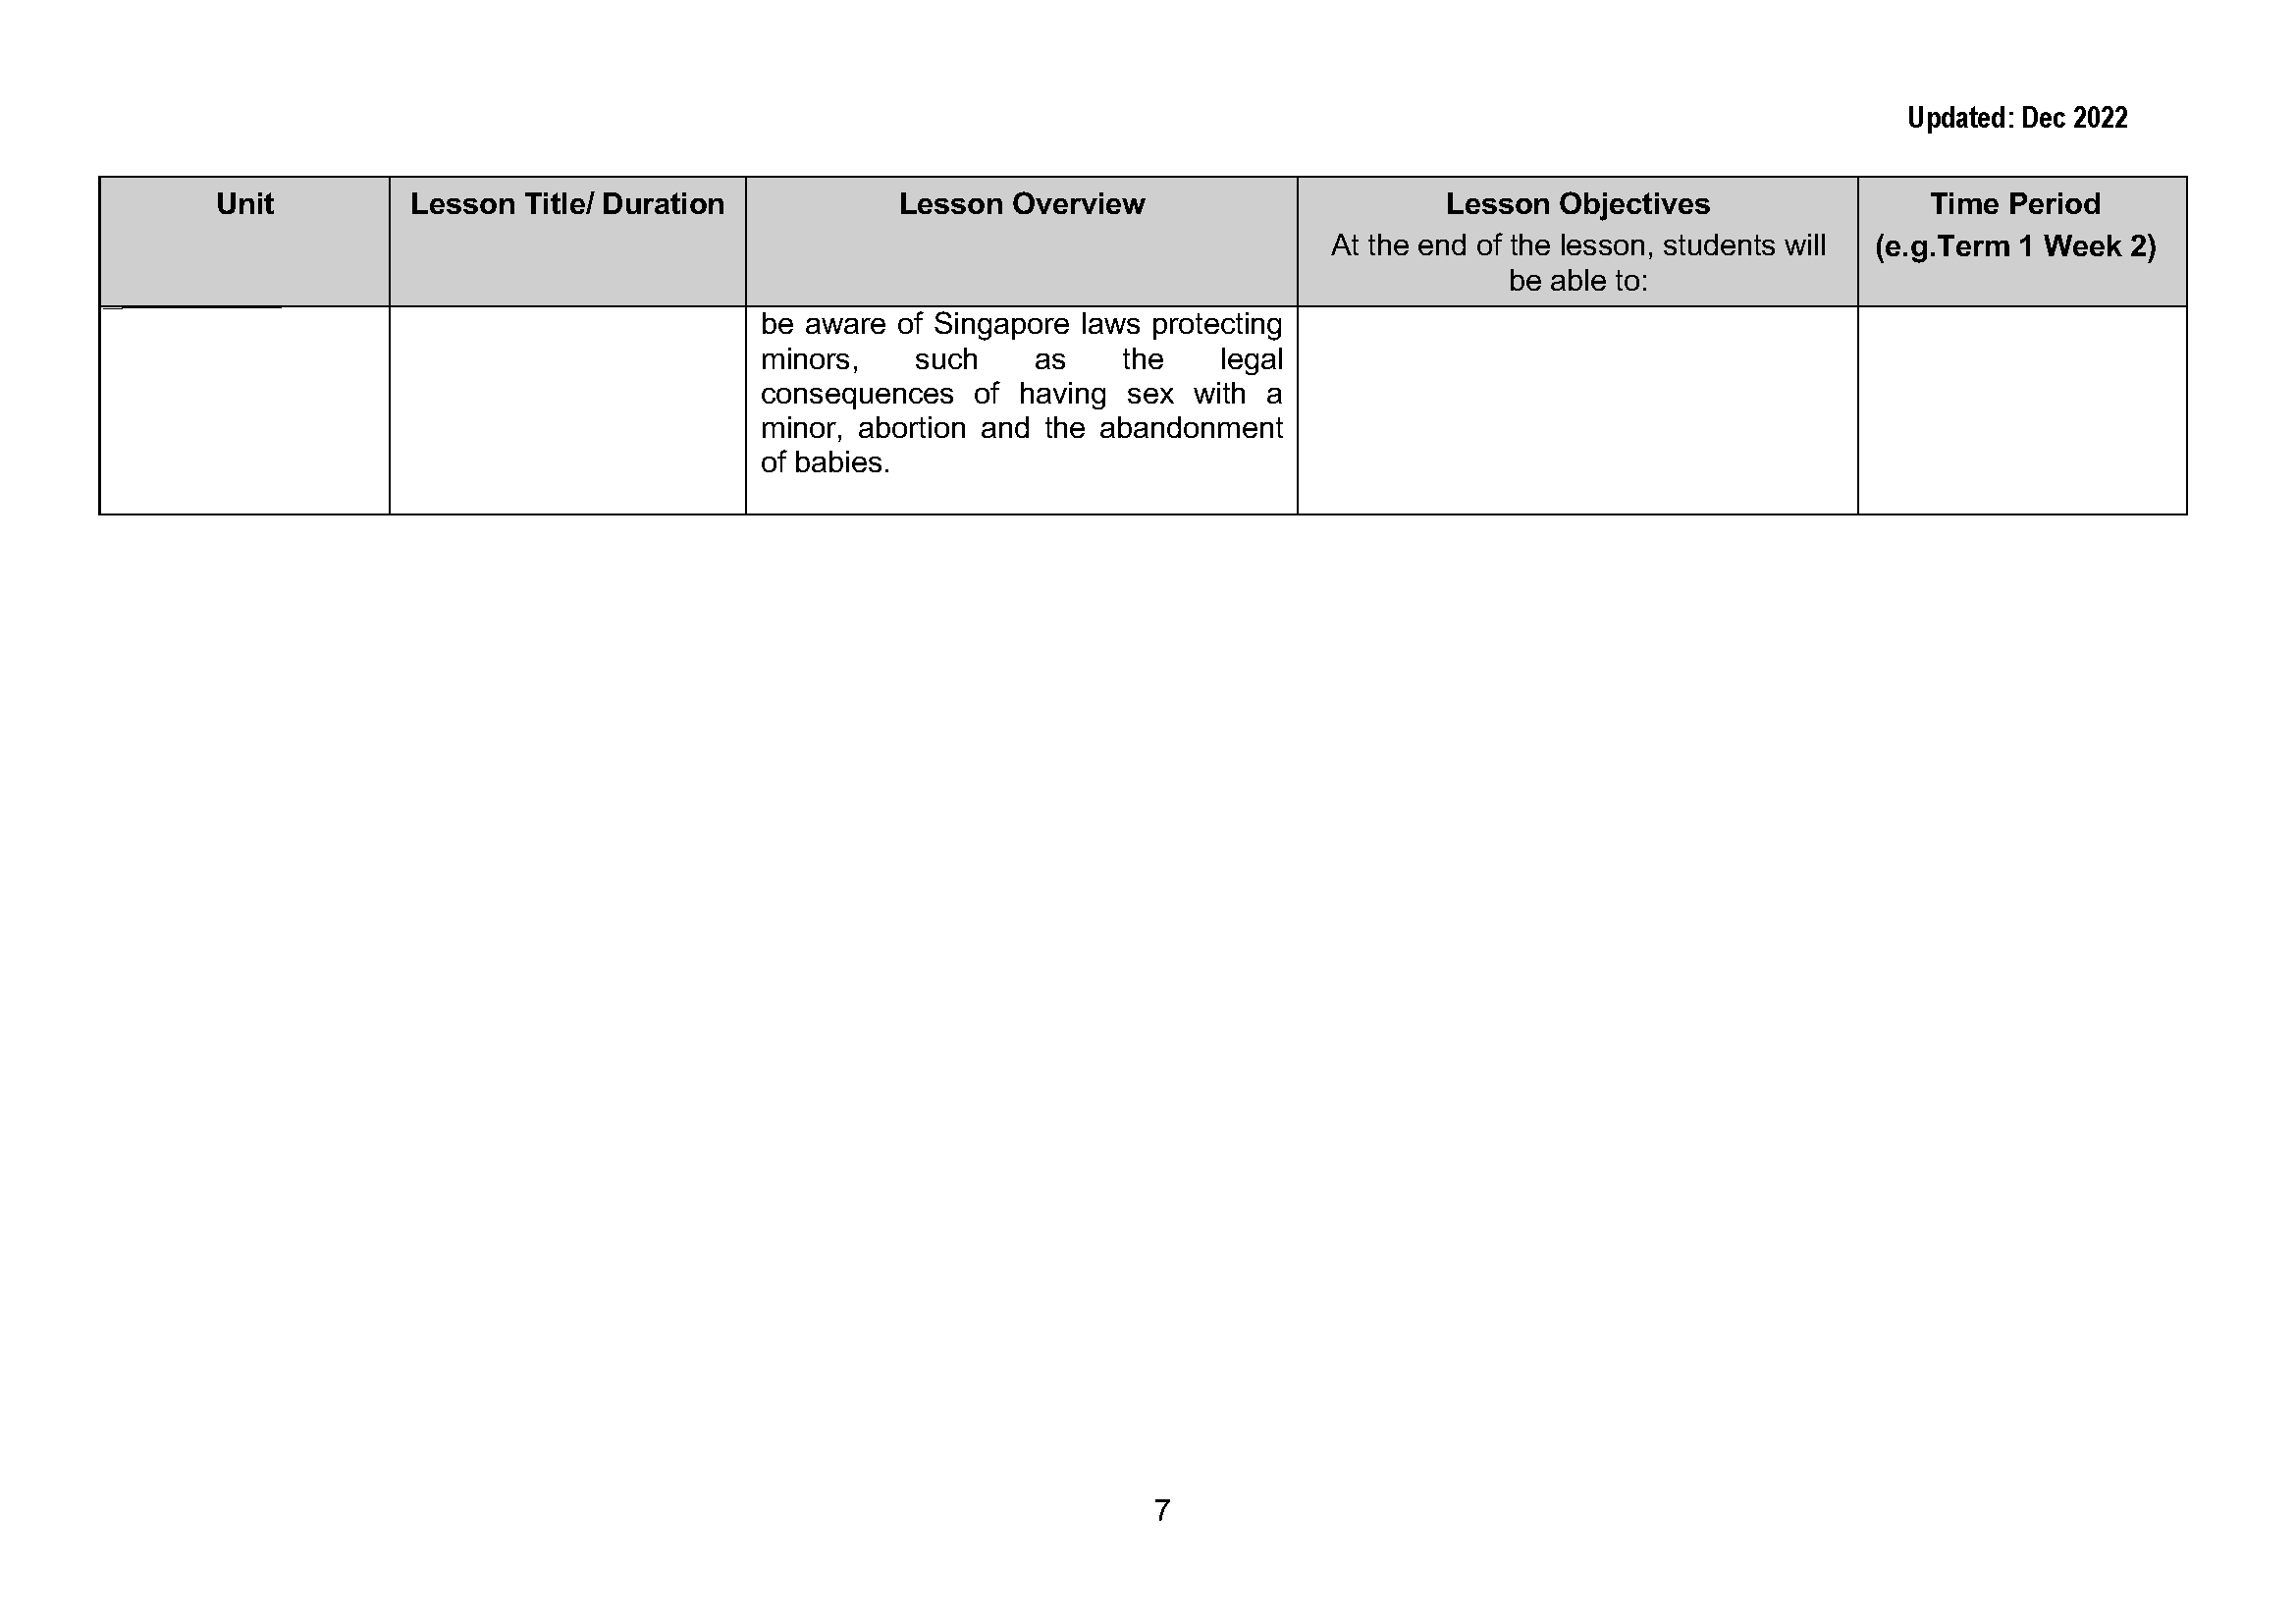 Updated: Dec 2022
Unit
Lesson Title/ Duration
Lesson Overview
Lesson Objectives
At the end of the lesson, students will
be able to:
Time Period
(e.g.Term 1 Week 2)
be aware of Singapore laws protecting
minors, such as the legal
consequences of having sex with a
minor, abortion and the abandonment
of babies.
7